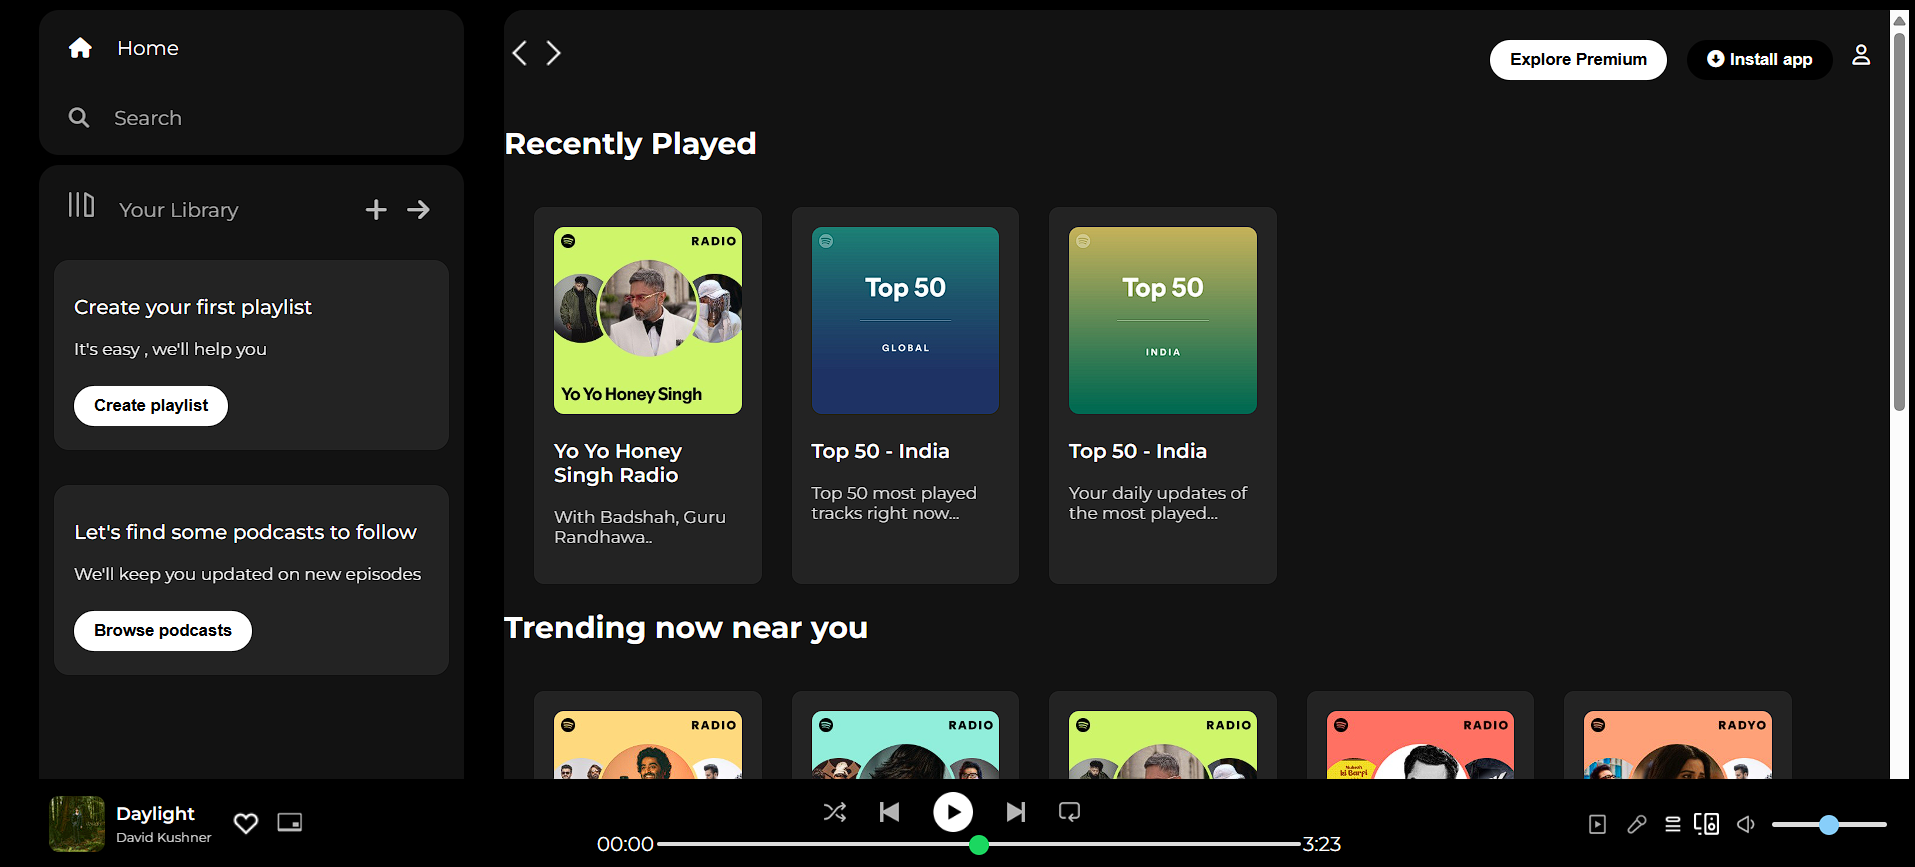 Home
Search
Your Library
Create your first playlist
It's easy , we'll help you
Create playlist
Let's find some podcasts to follow
We'll keep you updated on new episodes
Browse podcasts
Explore Premium
Install app
Recently Played
RADIO
Yo Yo Honey Singh
Yo Yo Honey
Singh Radio
With Badshah, Guru
Randhawa..
Top 50
GLOBAL
Top 50 - India
Top 50 most played
tracks right now...
Top 50
INDIA
Top 50 - India
Your daily updates of
the most played...
Trending now near you
RADIO
RADIO
RADIO
RADIO
Ki Barfi
RADYO
Daylight
David Kushner
00:00
3:23